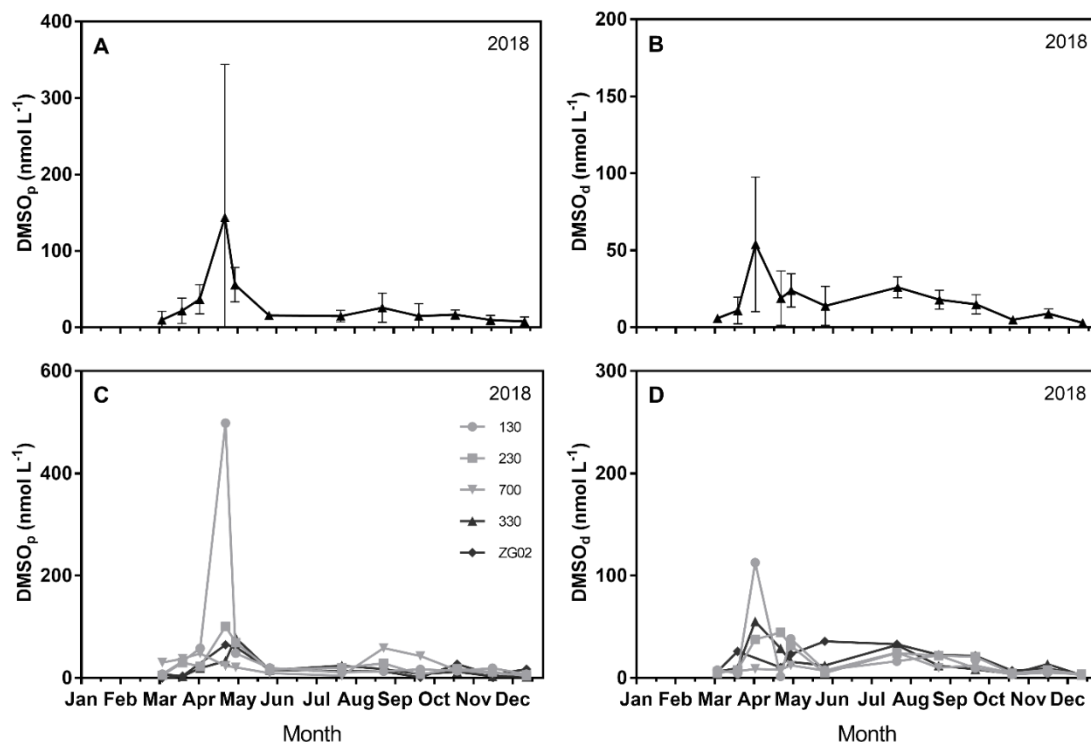 A
2018
DMSOp (nmol L-1)
400
300
200
100
0
B
2018
DMSOd (nmol L-1)
200
150
100
50
0
C
2018
DMSOp (nmol L-1)
600
400
200
0
130
230
700
330
ZG02
Jan Feb Mar Apr May Jun Jul Aug Sep Oct Nov Dec
Month
D
2018
DMSOd (nmol L-1)
300
200
100
0
Jan Feb Mar Apr May Jun Jul Aug Sep Oct Nov Dec
Month